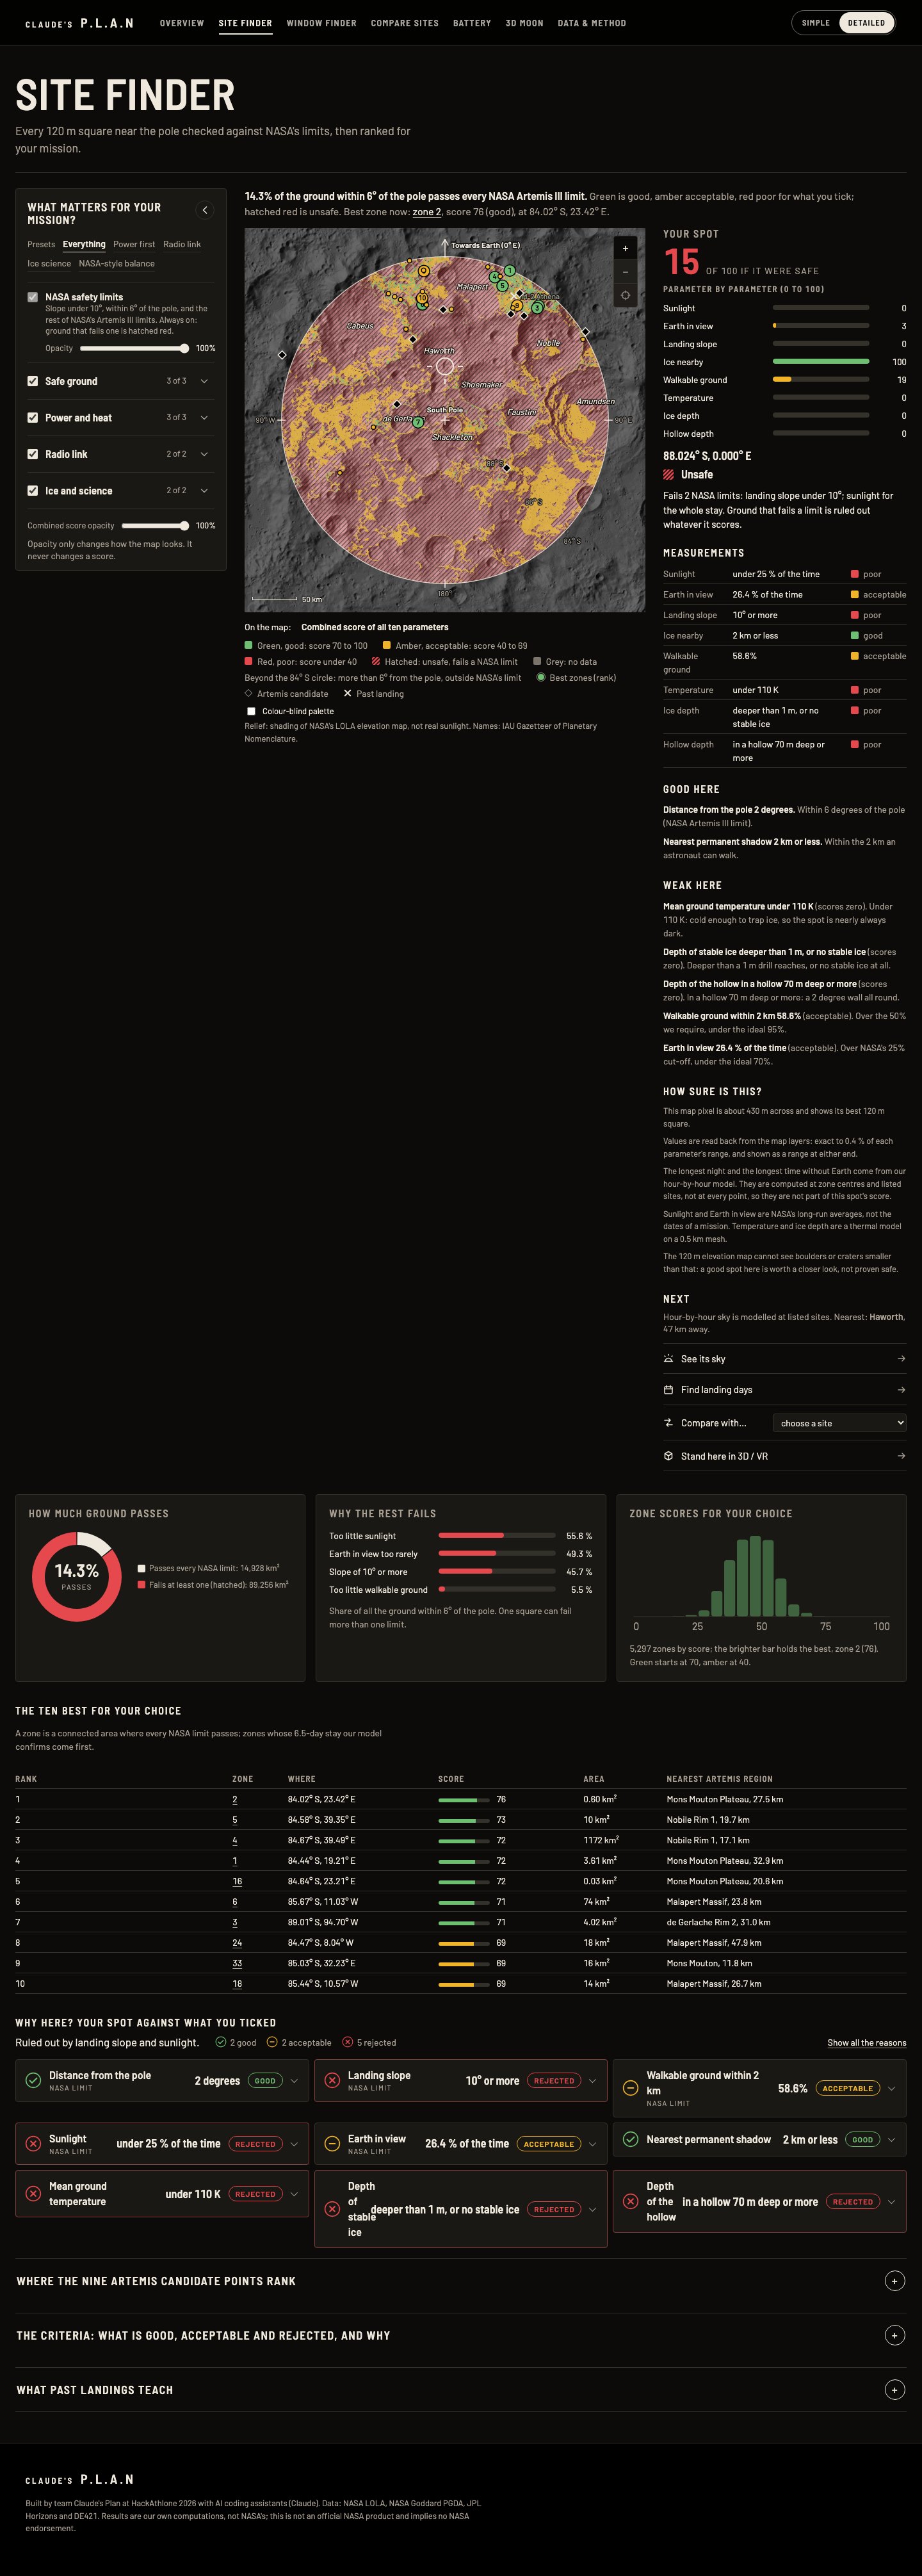 CLAUDE'S P.L.A.N
OVERVIEW
SITE FINDER
WINDOW FINDER
COMPARE SITES
BATTERY
3D MOON
DATA & METHOD
SIMPLE
DETAILED
SITE FINDER
Every 120 m square near the pole checked against NASA's limits, then ranked for
your mission.
WHAT MATTERS FOR YOUR
MISSION?
Presets Everything Power first Radio link
Ice science NASA-style balance
NASA safety limits
Slope under 10°, within 6° of the pole, and the
rest of NASA's Artemis III limits. Always on:
ground that fails one is hatched red.
Opacity 100%
Safe ground 3 of 3
Power and heat 3 of 3
Radio link 2 of 2
Ice and science 2 of 2
Combined score opacity 100%
Opacity only changes how the map looks. It
never changes a score.
14.3% of the ground within 6° of the pole passes every NASA Artemis III limit. Green is good, amber acceptable, red poor for what you tick;
hatched red is unsafe. Best zone now: zone 2, score 76 (good), at 84.02° S, 23.42° E.
Towards Earth (0° E)
+
−
Malapert
4
1
5
10
9
3
Cabeus
Nobile
Haworth
Shoemaker
Amundsen
South Pole
90° W
de Gerlache
7
Faustini
90° E
Shackleton
88° S
86° S
84° S
180°
50 km
On the map: Combined score of all ten parameters
Green, good: score 70 to 100
Amber, acceptable: score 40 to 69
Red, poor: score under 40
Hatched: unsafe, fails a NASA limit
Grey: no data
Beyond the 84° S circle: more than 6° from the pole, outside NASA's limit
Best zones (rank)
Artemis candidate
Past landing
Colour-blind palette
Relief: shading of NASA's LOLA elevation map, not real sunlight. Names: IAU Gazetteer of Planetary
Nomenclature.
YOUR SPOT
15 OF 100 IF IT WERE SAFE
PARAMETER BY PARAMETER (0 TO 100)
Sunlight 0
Earth in view 3
Landing slope 0
Ice nearby 100
Walkable ground 19
Temperature 0
Ice depth 0
Hollow depth 0
88.024° S, 0.000° E
Unsafe
Fails 2 NASA limits: landing slope under 10°; sunlight for
the whole stay. Ground that fails a limit is ruled out
whatever it scores.
MEASUREMENTS
Sunlight under 25 % of the time poor
Earth in view 26.4 % of the time acceptable
Landing slope 10° or more poor
Ice nearby 2 km or less good
Walkable 58.6% acceptable
ground
Temperature under 110 K poor
Ice depth deeper than 1 m, or no poor
stable ice
Hollow depth in a hollow 70 m deep or poor
more
GOOD HERE
Distance from the pole 2 degrees. Within 6 degrees of the pole
(NASA Artemis III limit).
Nearest permanent shadow 2 km or less. Within the 2 km an
astronaut can walk.
WEAK HERE
Mean ground temperature under 110 K (scores zero). Under
110 K: cold enough to trap ice, so the spot is nearly always
dark.
Depth of stable ice deeper than 1 m, or no stable ice (scores
zero). Deeper than a 1 m drill reaches, or no stable ice at all.
Depth of the hollow in a hollow 70 m deep or more (scores
zero). In a hollow 70 m deep or more: a 2 degree wall all round.
Walkable ground within 2 km 58.6% (acceptable). Over the 50%
we require, under the ideal 95%.
Earth in view 26.4 % of the time (acceptable). Over NASA's 25%
cut-off, under the ideal 70%.
HOW SURE IS THIS?
This map pixel is about 430 m across and shows its best 120 m
square.
Values are read back from the map layers: exact to 0.4 % of each
parameter's range, and shown as a range at either end.
The longest night and the longest time without Earth come from our
hour-by-hour model. They are computed at zone centres and listed
sites, not at every point, so they are not part of this spot's score.
Sunlight and Earth in view are NASA's long-run averages, not the
dates of a mission. Temperature and ice depth are a thermal model
on a 0.5 km mesh.
The 120 m elevation map cannot see boulders or craters smaller
than that: a good spot here is worth a closer look, not proven safe.
NEXT
Hour-by-hour sky is modelled at listed sites. Nearest: Haworth,
47 km away.
See its sky →
Find landing days →
Compare with... choose a site
Stand here in 3D / VR →
HOW MUCH GROUND PASSES
14.3%
PASSES
Passes every NASA limit: 14,928 km²
Fails at least one (hatched): 89,256 km²
WHY THE REST FAILS
Too little sunlight 55.6 %
Earth in view too rarely 49.3 %
Slope of 10° or more 45.7 %
Too little walkable ground 5.5 %
Share of all the ground within 6° of the pole. One square can fail
more than one limit.
ZONE SCORES FOR YOUR CHOICE
0 25 50 75 100
5,297 zones by score; the brighter bar holds the best, zone 2 (76).
Green starts at 70, amber at 40.
THE TEN BEST FOR YOUR CHOICE
A zone is a connected area where every NASA limit passes; zones whose 6.5-day stay our model
confirms come first.
RANK ZONE WHERE SCORE AREA NEAREST ARTEMIS REGION
1 2 84.02° S, 23.42° E 76 0.60 km² Mons Mouton Plateau, 27.5 km
2 5 84.58° S, 39.35° E 73 10 km² Nobile Rim 1, 19.7 km
3 4 84.67° S, 39.49° E 72 1172 km² Nobile Rim 1, 17.1 km
4 1 84.44° S, 19.21° E 72 3.61 km² Mons Mouton Plateau, 32.9 km
5 16 84.64° S, 23.21° E 72 0.03 km² Mons Mouton Plateau, 20.6 km
6 6 85.67° S, 11.03° W 71 74 km² Malapert Massif, 23.8 km
7 3 89.01° S, 94.70° W 71 4.02 km² de Gerlache Rim 2, 31.0 km
8 24 84.47° S, 8.04° W 69 18 km² Malapert Massif, 47.9 km
9 33 85.03° S, 32.23° E 69 16 km² Mons Mouton, 11.8 km
10 18 85.44° S, 10.57° W 69 14 km² Malapert Massif, 26.7 km
WHY HERE? YOUR SPOT AGAINST WHAT YOU TICKED
Ruled out by landing slope and sunlight. 2 good 2 acceptable 5 rejected Show all the reasons
Distance from the pole
NASA LIMIT
2 degrees GOOD
Landing slope
NASA LIMIT
10° or more REJECTED
Walkable ground within 2
km
NASA LIMIT
58.6% ACCEPTABLE
Sunlight
NASA LIMIT
under 25 % of the time REJECTED
Earth in view
NASA LIMIT
26.4 % of the time ACCEPTABLE
Nearest permanent shadow 2 km or less GOOD
Mean ground
temperature
under 110 K REJECTED
Depth
of
stable
ice
deeper than 1 m, or no stable ice REJECTED
Depth
of the
hollow
in a hollow 70 m deep or more REJECTED
WHERE THE NINE ARTEMIS CANDIDATE POINTS RANK +
THE CRITERIA: WHAT IS GOOD, ACCEPTABLE AND REJECTED, AND WHY +
WHAT PAST LANDINGS TEACH +
CLAUDE'S P.L.A.N
Built by team Claude's Plan at HackAthlone 2026 with AI coding assistants (Claude). Data: NASA LOLA, NASA Goddard PGDA, JPL
Horizons and DE421. Results are our own computations, not NASA's; this is not an official NASA product and implies no NASA
endorsement.